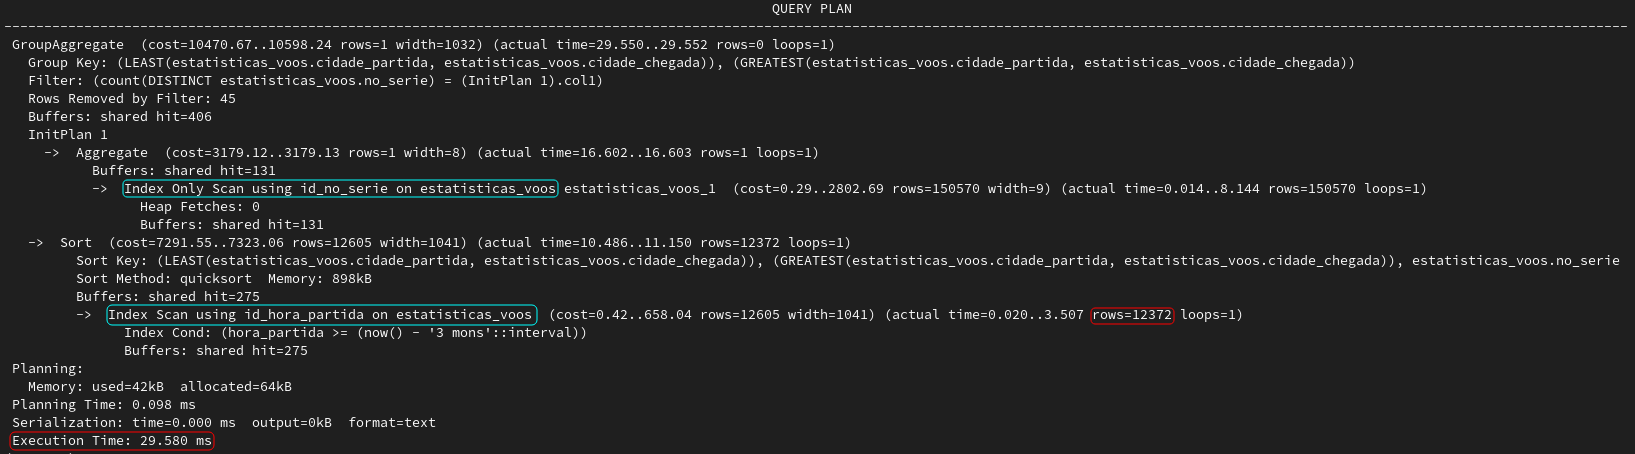 QUERY PLAN
--------------------------------------------------------------------------------------------------------------------------------------------------------------------------------------------------------
GroupAggregate  (cost=10470.67..10598.24 rows=1 width=1032) (actual time=29.550..29.552 rows=0 loops=1)
Group Key: (LEAST(estatisticas_voos.cidade_partida, estatisticas_voos.cidade_chegada)), (GREATEST(estatisticas_voos.cidade_partida, estatisticas_voos.cidade_chegada))
Filter: (count(DISTINCT estatisticas_voos.no_serie) = (InitPlan 1).col1)
Rows Removed by Filter: 45
Buffers: shared hit=406
InitPlan 1
->  Aggregate  (cost=3179.12..3179.13 rows=1 width=8) (actual time=16.602..16.603 rows=1 loops=1)
Buffers: shared hit=131
->  Index Only Scan using id_no_serie on estatisticas_voos estatisticas_voos_1  (cost=0.29..2802.69 rows=150570 width=9) (actual time=0.014..8.144 rows=150570 loops=1)
Heap Fetches: 0
Buffers: shared hit=131
->  Sort  (cost=7291.55..7323.06 rows=12605 width=1041) (actual time=10.486..11.150 rows=12372 loops=1)
Sort Key: (LEAST(estatisticas_voos.cidade_partida, estatisticas_voos.cidade_chegada)), (GREATEST(estatisticas_voos.cidade_partida, estatisticas_voos.cidade_chegada)), estatisticas_voos.no_serie
Sort Method: quicksort  Memory: 898kB
Buffers: shared hit=275
->  Index Scan using id_hora_partida on estatisticas_voos  (cost=0.42..658.04 rows=12605 width=1041) (actual time=0.020..3.507 rows=12372 loops=1)
Index Cond: (hora_partida >= (now() - '3 mons'::interval))
Buffers: shared hit=275
Planning:
Memory: used=42kB  allocated=64kB
Planning Time: 0.098 ms
Serialization: time=0.000 ms  output=0kB  format=text
Execution Time: 29.580 ms